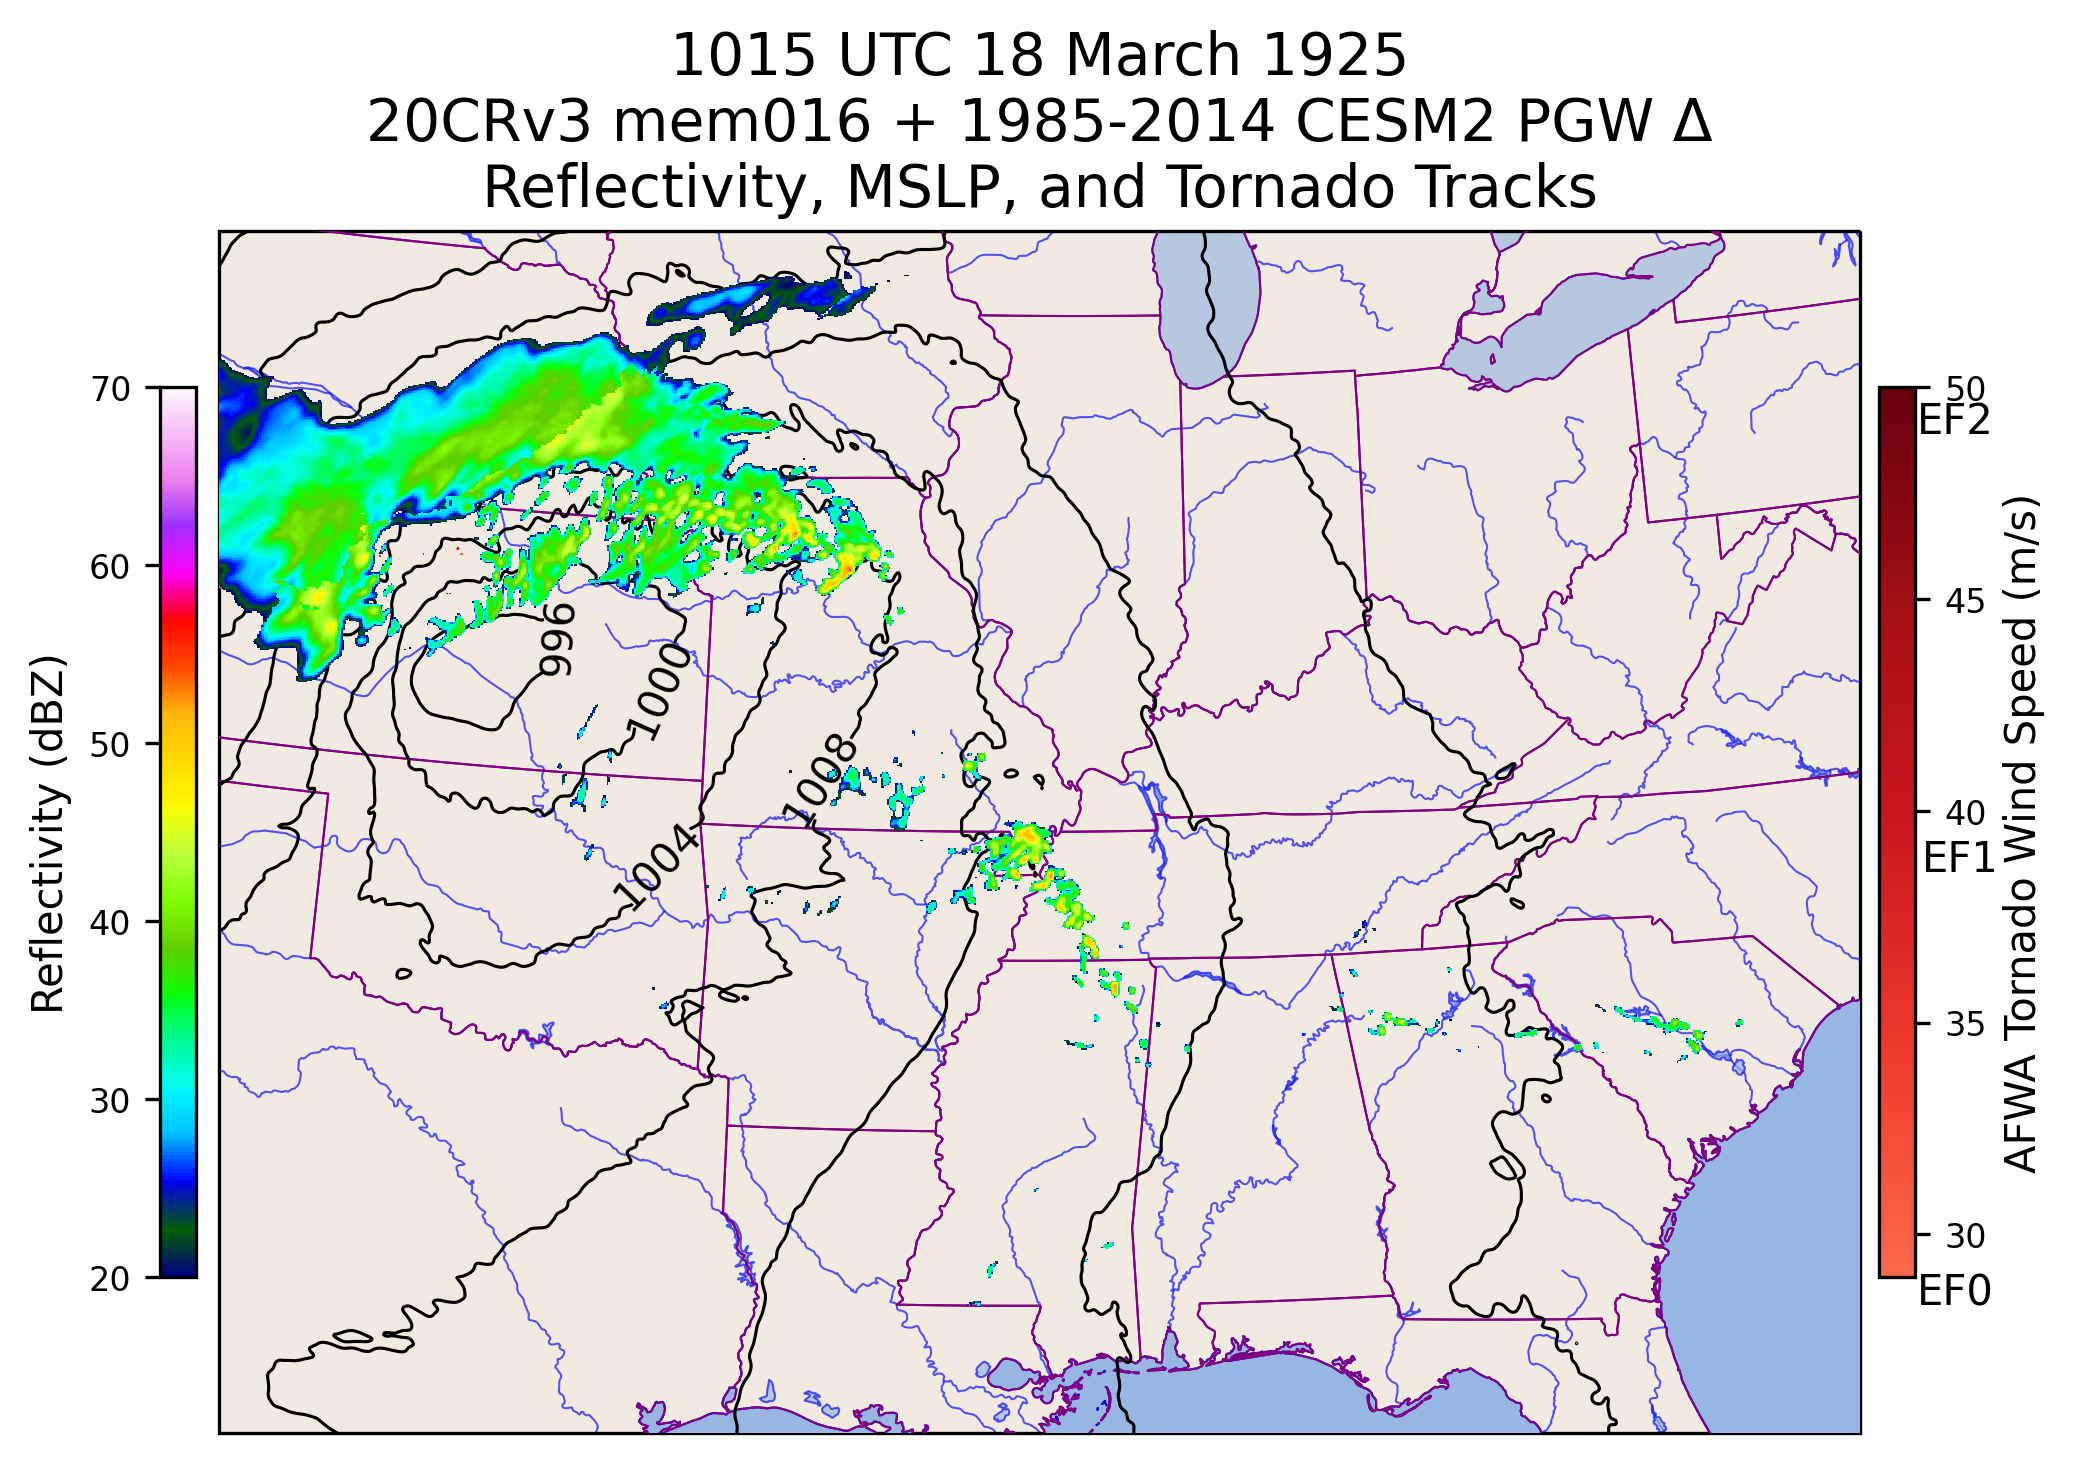 1015 UTC 18 March 1925
20CRv3 mem016 + 1985-2014 CESM2 PGW Δ
Reflectivity, MSLP, and Tornado Tracks
Reflectivity (dBZ)
70
60
50
40
30
20
996
1000
1004
1008
50
EF2
45
40
EF1
35
30
EF0
AFWA Tornado Wind Speed (m/s)